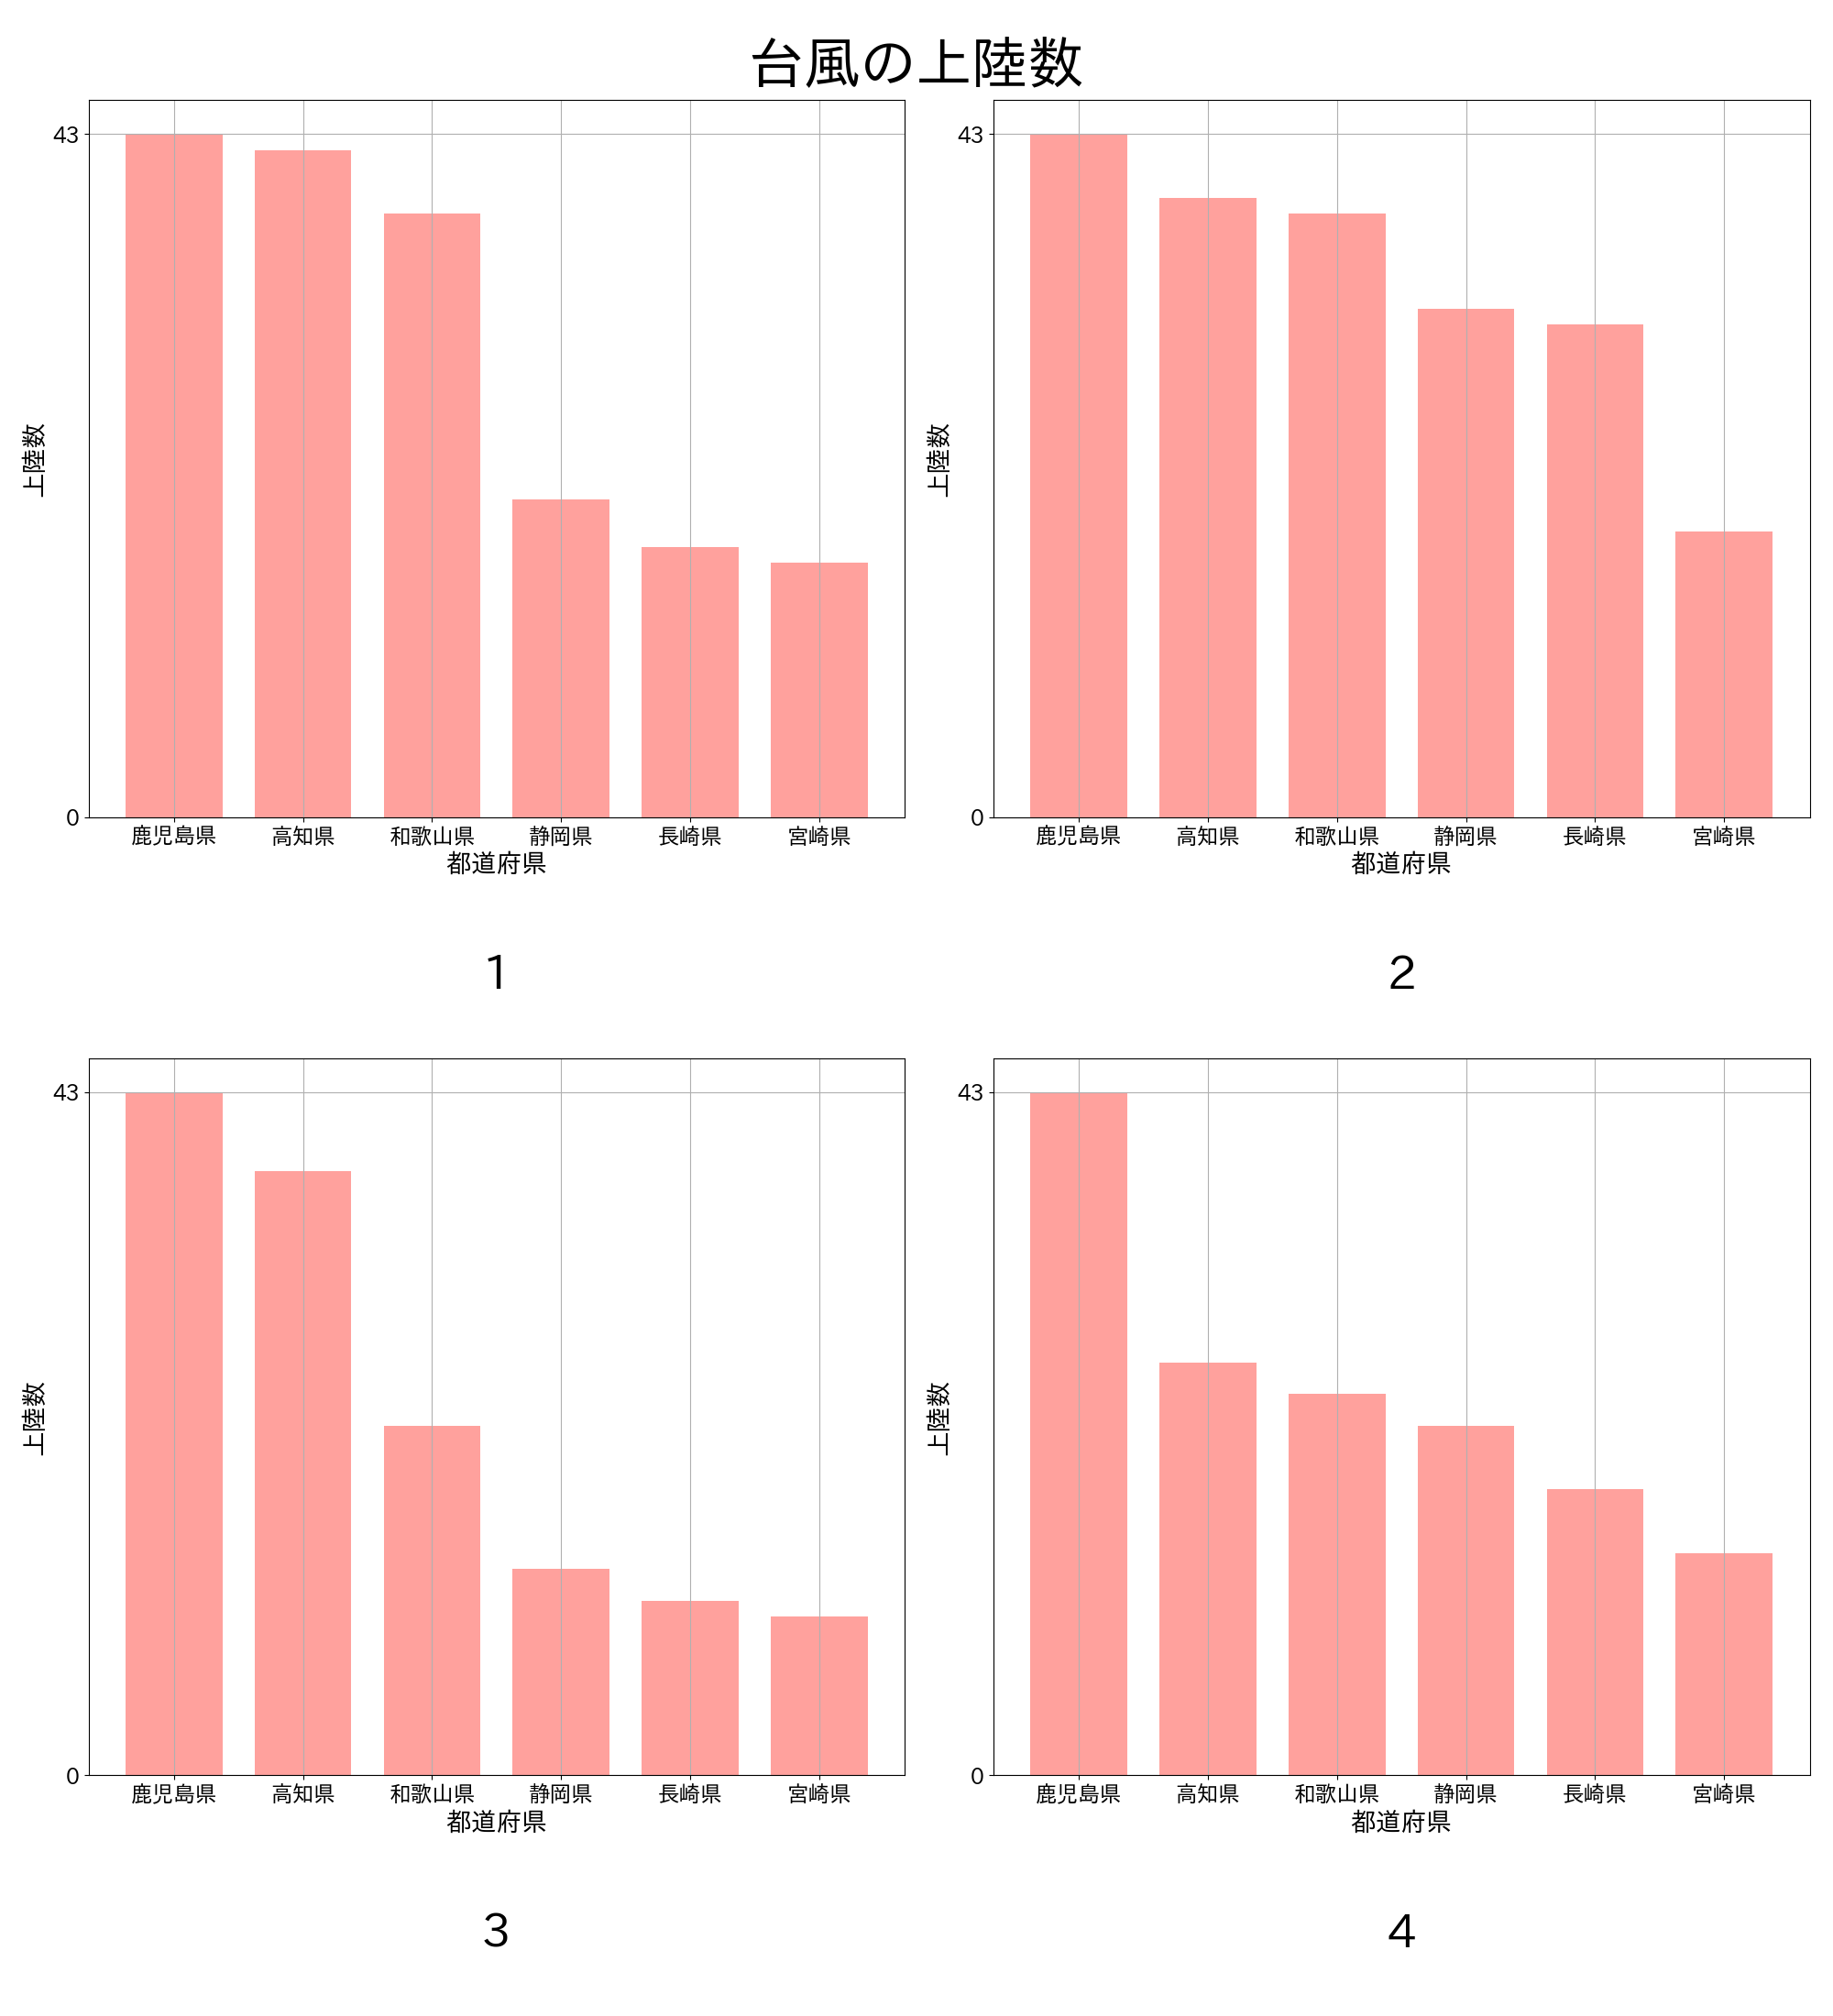 台風の上陸数
43
0
上陸数
鹿児島県 高知県 和歌山県 静岡県 長崎県 宮崎県
都道府県
1
43
0
上陸数
鹿児島県 高知県 和歌山県 静岡県 長崎県 宮崎県
都道府県
2
43
0
上陸数
鹿児島県 高知県 和歌山県 静岡県 長崎県 宮崎県
都道府県
3
43
0
上陸数
鹿児島県 高知県 和歌山県 静岡県 長崎県 宮崎県
都道府県
4